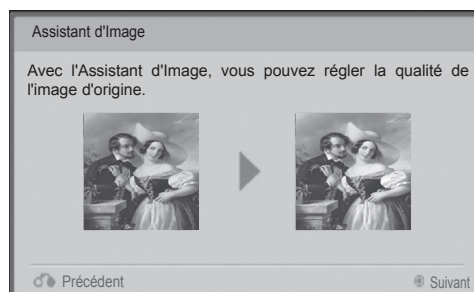 Assistant d'Image
Avec l'Assistant d'Image, vous pouvez régler la qualité de
l'image d'origine.
Précédent
Suivant